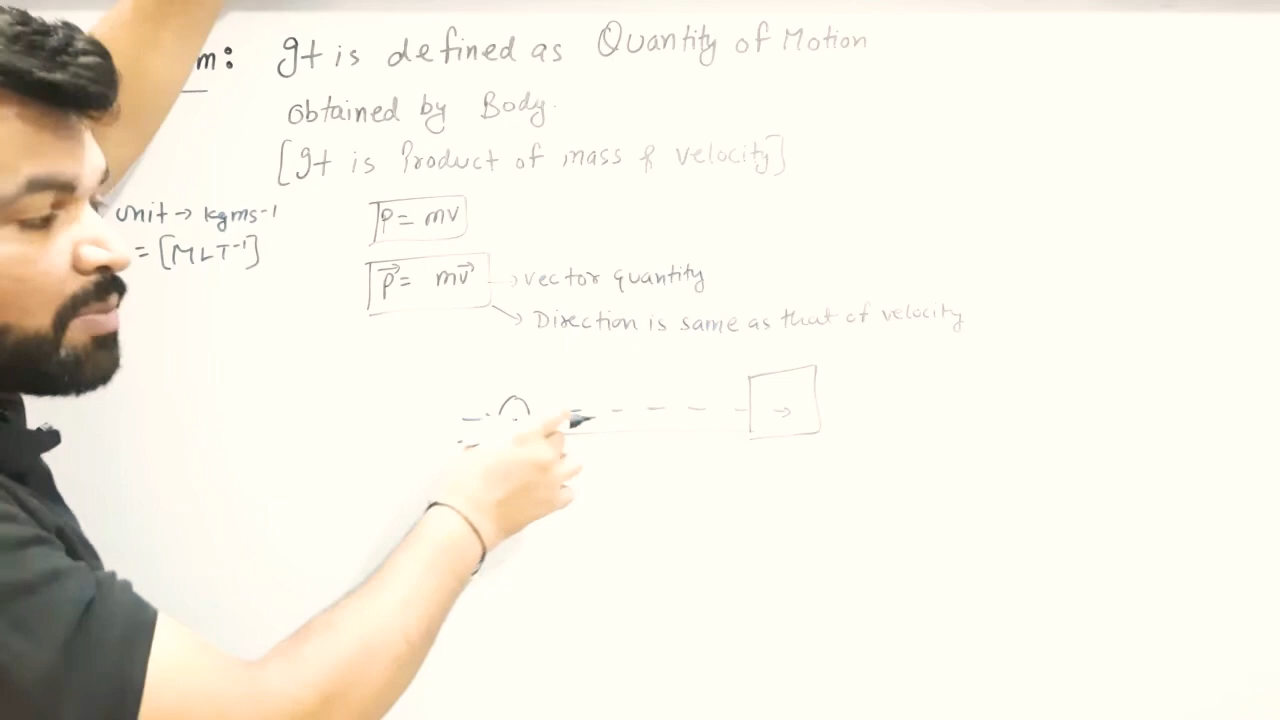 m: It is defined as Quantity of Motion
obtained by Body.
[It is Product of mass & velocity]
unit → kgms-1
= [MLT-1]
P = mv
P⃗ = mv⃗ → vector quantity
→ Direction is same as that of velocity